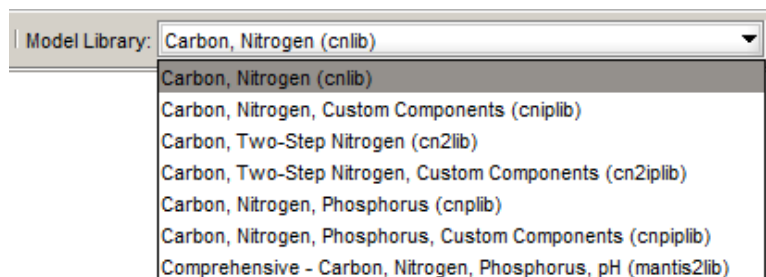 Model Library: Carbon, Nitrogen (cnlib)
Carbon, Nitrogen (cnlib)
Carbon, Nitrogen, Custom Components (cniplib)
Carbon, Two-Step Nitrogen (cn2lib)
Carbon, Two-Step Nitrogen, Custom Components (cn2iplib)
Carbon, Nitrogen, Phosphorus (cnplib)
Carbon, Nitrogen, Phosphorus, Custom Components (cnpiplib)
Comprehensive - Carbon, Nitrogen, Phosphorus, pH (mantis2lib)